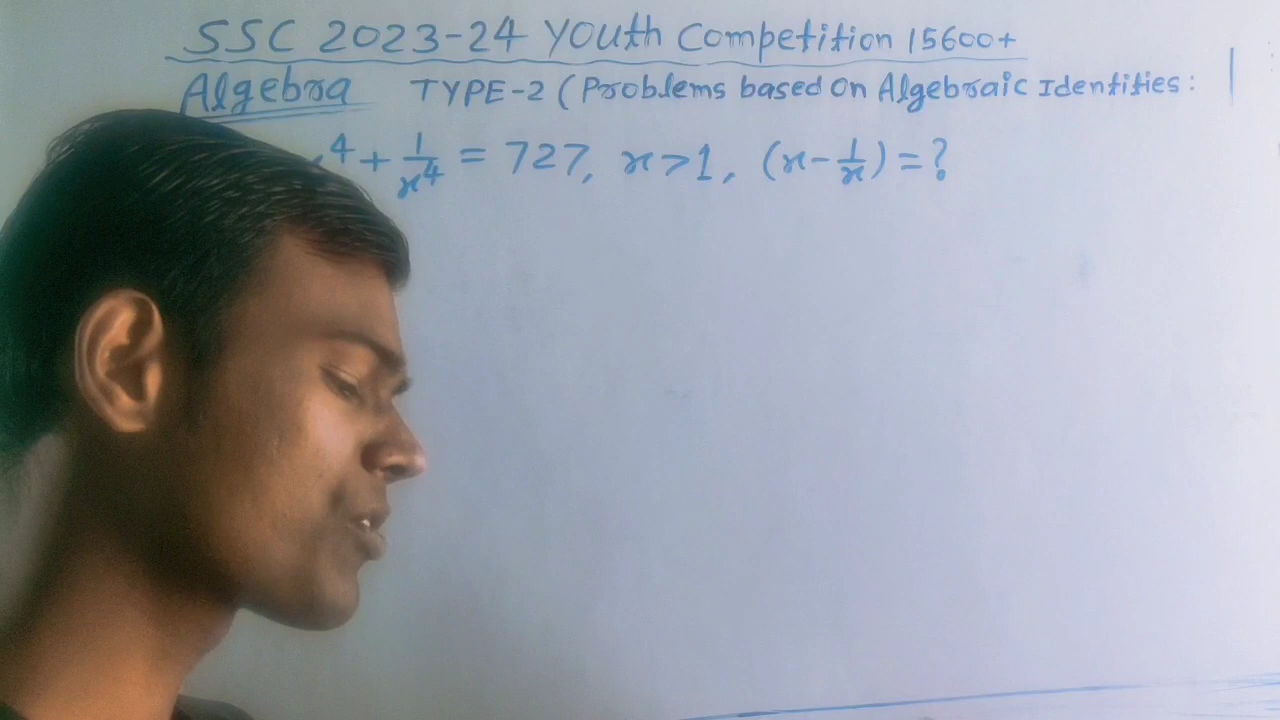 SSC 2023-24 Youth Competition 15600+
Algebra TYPE-2 (Problems based on Algebraic Identities:
⁴ + 1/x⁴ = 727, x>1, (x - 1/x) = ?